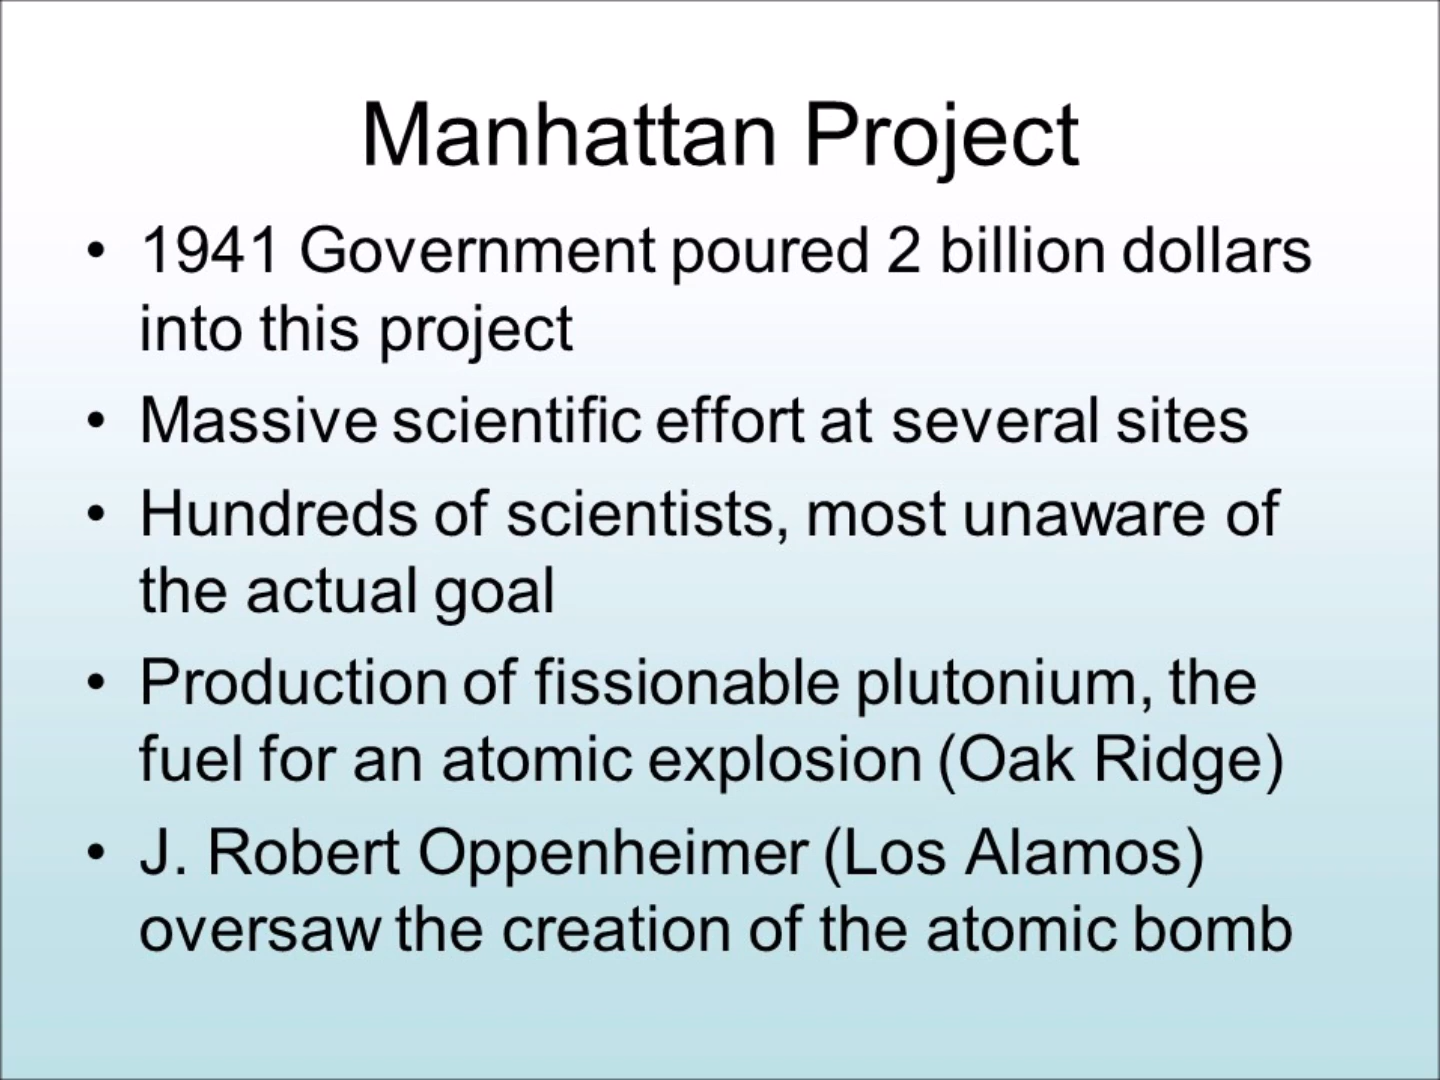 Manhattan Project
• 1941 Government poured 2 billion dollars
into this project
• Massive scientific effort at several sites
• Hundreds of scientists, most unaware of
the actual goal
• Production of fissionable plutonium, the
fuel for an atomic explosion (Oak Ridge)
• J. Robert Oppenheimer (Los Alamos)
oversaw the creation of the atomic bomb